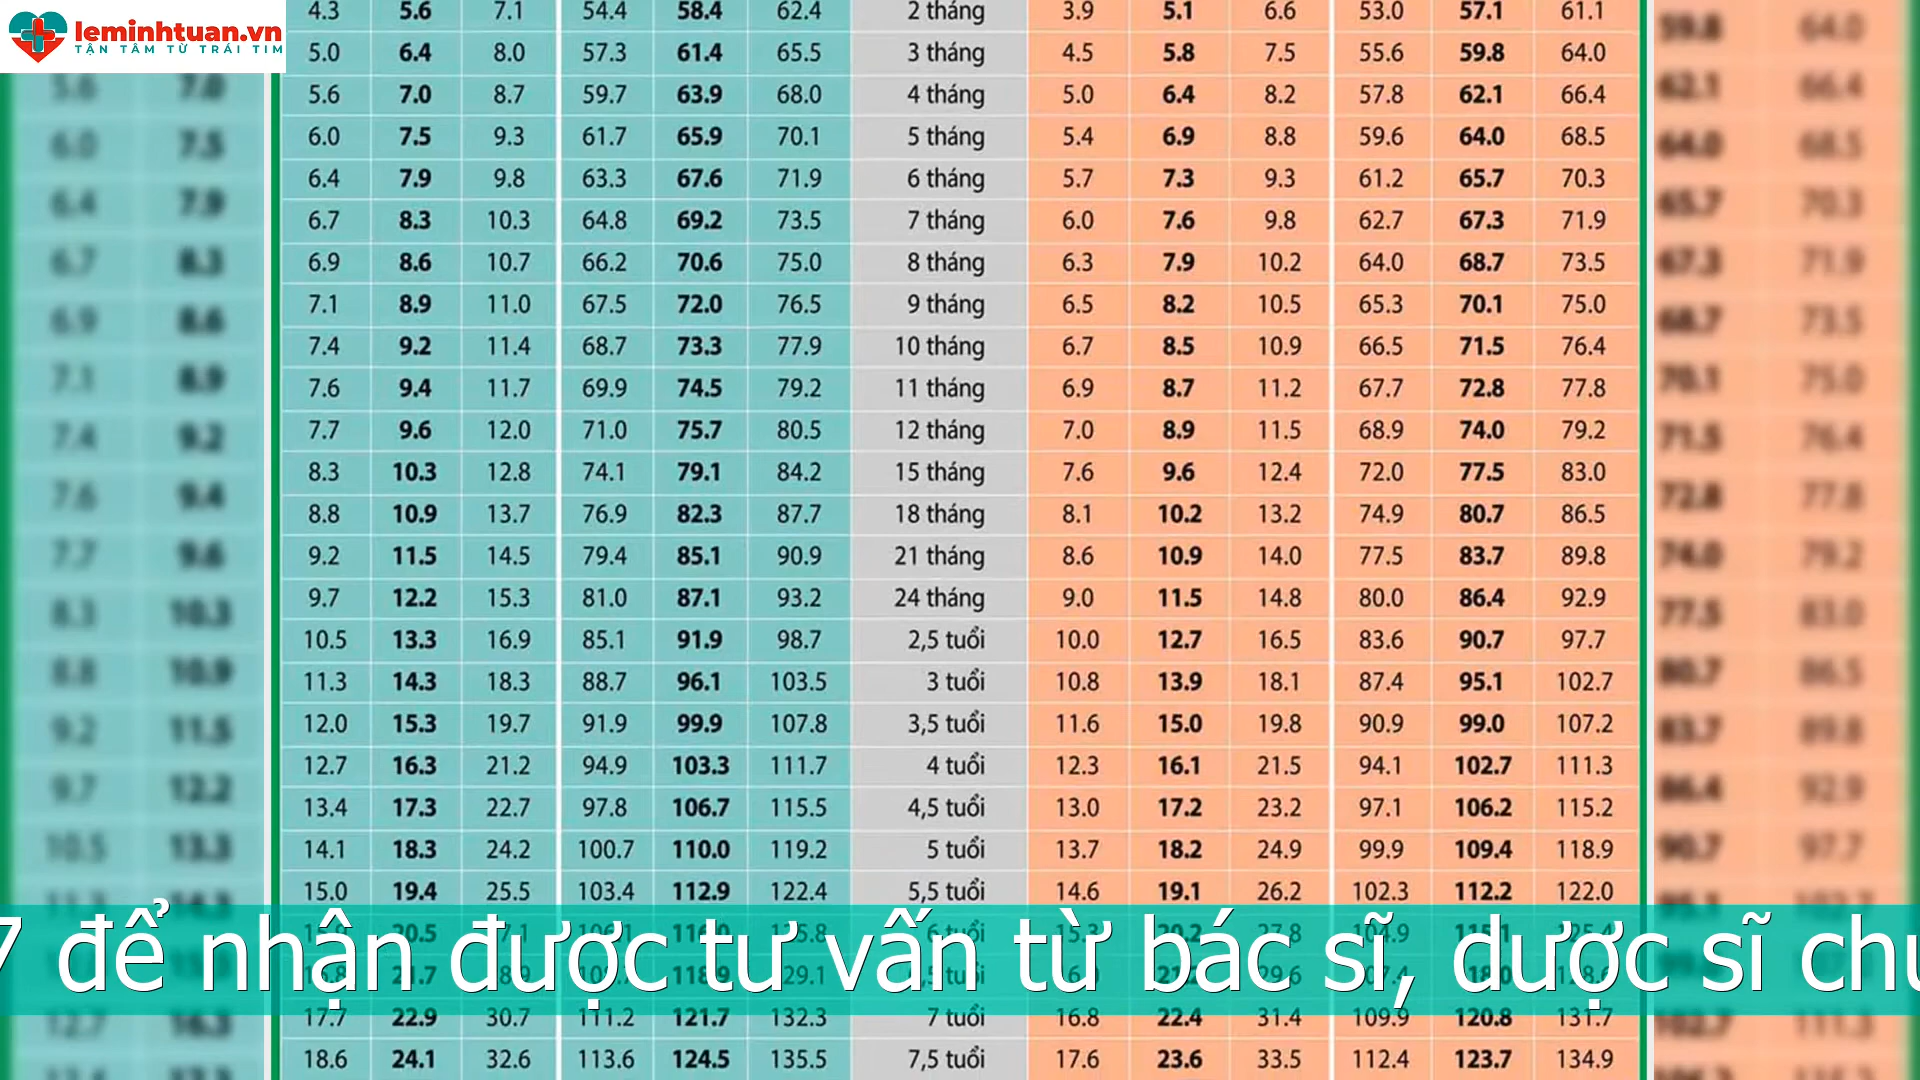 leminhtuan.vn
TẬN TÂM TỪ TRÁI TIM
4.3 5.6 7.1 54.4 58.4 62.4 2 tháng 3.9 5.1 6.6 53.0 57.1 61.1
5.0 6.4 8.0 57.3 61.4 65.5 3 tháng 4.5 5.8 7.5 55.6 59.8 64.0
5.6 7.0 8.7 59.7 63.9 68.0 4 tháng 5.0 6.4 8.2 57.8 62.1 66.4
6.0 7.5 9.3 61.7 65.9 70.1 5 tháng 5.4 6.9 8.8 59.6 64.0 68.5
6.4 7.9 9.8 63.3 67.6 71.9 6 tháng 5.7 7.3 9.3 61.2 65.7 70.3
6.7 8.3 10.3 64.8 69.2 73.5 7 tháng 6.0 7.6 9.8 62.7 67.3 71.9
6.9 8.6 10.7 66.2 70.6 75.0 8 tháng 6.3 7.9 10.2 64.0 68.7 73.5
7.1 8.9 11.0 67.5 72.0 76.5 9 tháng 6.5 8.2 10.5 65.3 70.1 75.0
7.4 9.2 11.4 68.7 73.3 77.9 10 tháng 6.7 8.5 10.9 66.5 71.5 76.4
7.6 9.4 11.7 69.9 74.5 79.2 11 tháng 6.9 8.7 11.2 67.7 72.8 77.8
7.7 9.6 12.0 71.0 75.7 80.5 12 tháng 7.0 8.9 11.5 68.9 74.0 79.2
8.3 10.3 12.8 74.1 79.1 84.2 15 tháng 7.6 9.6 12.4 72.0 77.5 83.0
8.8 10.9 13.7 76.9 82.3 87.7 18 tháng 8.1 10.2 13.2 74.9 80.7 86.5
9.2 11.5 14.5 79.4 85.1 90.9 21 tháng 8.6 10.9 14.0 77.5 83.7 89.8
9.7 12.2 15.3 81.0 87.1 93.2 24 tháng 9.0 11.5 14.8 80.0 86.4 92.9
10.5 13.3 16.9 85.1 91.9 98.7 2,5 tuổi 10.0 12.7 16.5 83.6 90.7 97.7
11.3 14.3 18.3 88.7 96.1 103.5 3 tuổi 10.8 13.9 18.1 87.4 95.1 102.7
12.0 15.3 19.7 91.9 99.9 107.8 3,5 tuổi 11.6 15.0 19.8 90.9 99.0 107.2
12.7 16.3 21.2 94.9 103.3 111.7 4 tuổi 12.3 16.1 21.5 94.1 102.7 111.3
13.4 17.3 22.7 97.8 106.7 115.5 4,5 tuổi 13.0 17.2 23.2 97.1 106.2 115.2
14.1 18.3 24.2 100.7 110.0 119.2 5 tuổi 13.7 18.2 24.9 99.9 109.4 118.9
15.0 19.4 25.5 103.4 112.9 122.4 5,5 tuổi 14.6 19.1 26.2 102.3 112.2 122.0
7 để nhận được tư vấn từ bác sĩ, dược sĩ chu
17.7 22.9 30.7 111.2 121.7 132.3 7 tuổi 16.8 22.4 31.4 109.9 120.8 131.7
18.6 24.1 32.6 113.6 124.5 135.5 7,5 tuổi 17.6 23.6 33.5 112.4 123.7 134.9